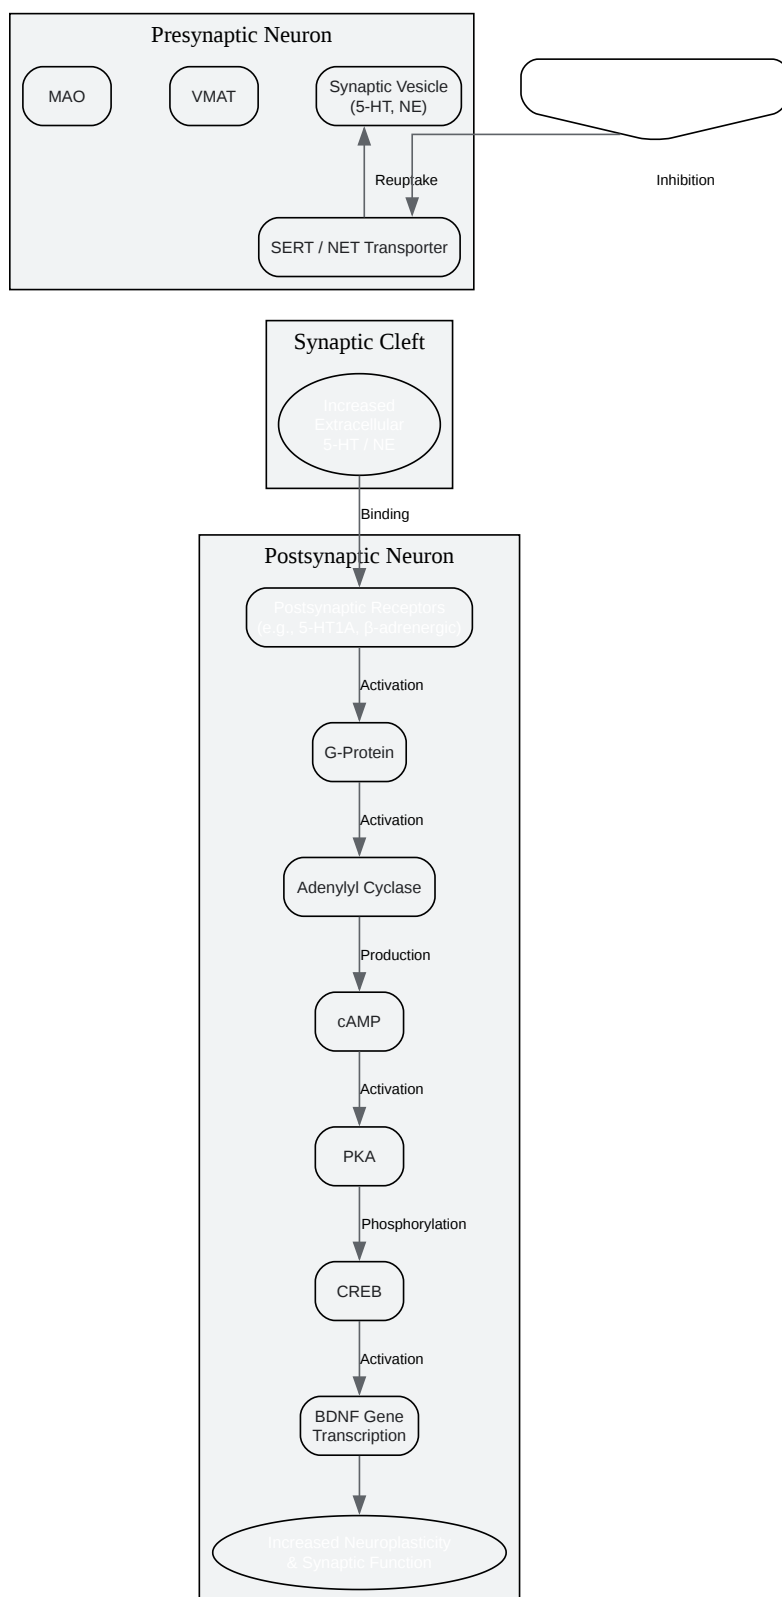 Presynaptic Neuron
MAO
VMAT
Synaptic Vesicle
(5-HT, NE)
Reuptake
Inhibition
SERT / NET Transporter
Synaptic Cleft
Increased
Extracellular
5-HT / NE
Binding
Postsynaptic Neuron
Postsynaptic Receptors
(e.g., 5-HT1A, β-adrenergic)
Activation
G-Protein
Activation
Adenylyl Cyclase
Production
cAMP
Activation
PKA
Phosphorylation
CREB
Activation
BDNF Gene
Transcription
Increased Neuroplasticity
& Synaptic Function